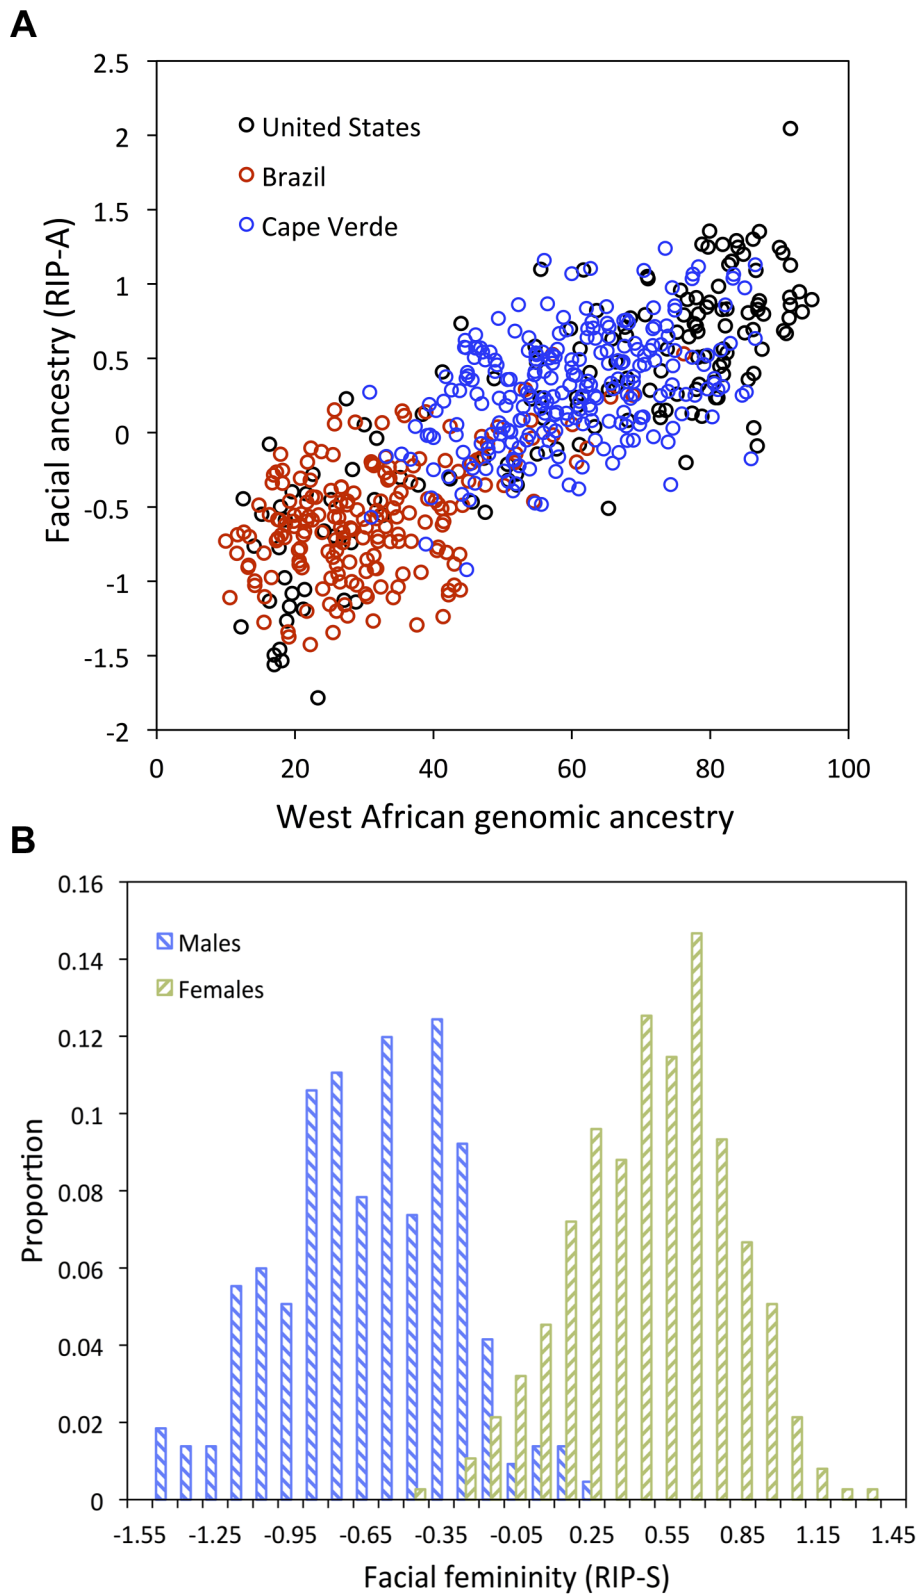 A
2.5
2
1.5
1
0.5
0
-0.5
-1
-1.5
-2
United States
Brazil
Cape Verde
Facial ancestry (RIP-A)
0 20 40 60 80 100
West African genomic ancestry
B
0.16
0.14
0.12
0.1
0.08
0.06
0.04
0.02
0
Males
Females
Proportion
-1.55 -1.25 -0.95 -0.65 -0.35 -0.05 0.25 0.55 0.85 1.15 1.45
Facial femininity (RIP-S)